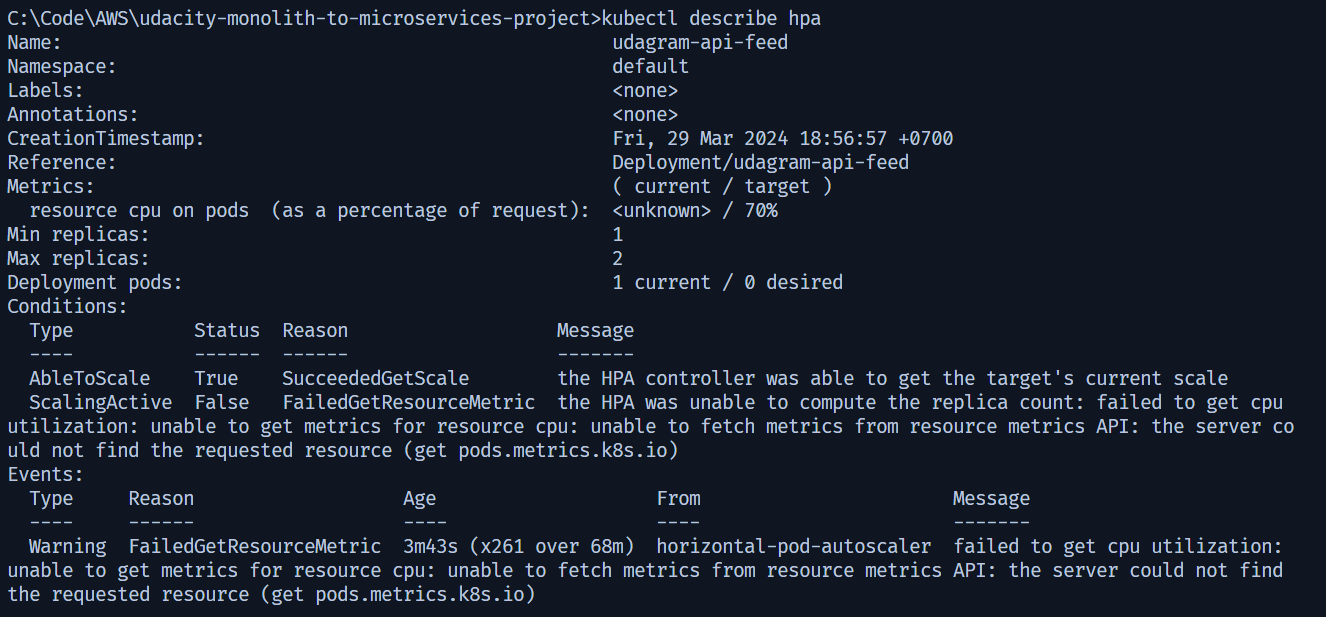 C:\Code\AWS\udacity-monolith-to-microservices-project>kubectl describe hpa
Name:                                                  udagram-api-feed
Namespace:                                             default
Labels:                                                <none>
Annotations:                                           <none>
CreationTimestamp:                                     Fri, 29 Mar 2024 18:56:57 +0700
Reference:                                             Deployment/udagram-api-feed
Metrics:                                               ( current / target )
  resource cpu on pods  (as a percentage of request):  <unknown> / 70%
Min replicas:                                          1
Max replicas:                                          2
Deployment pods:                                       1 current / 0 desired
Conditions:
  Type           Status  Reason                   Message
  ----           ------  ------                   -------
  AbleToScale    True    SucceededGetScale        the HPA controller was able to get the target's current scale
  ScalingActive  False   FailedGetResourceMetric  the HPA was unable to compute the replica count: failed to get cpu
utilization: unable to get metrics for resource cpu: unable to fetch metrics from resource metrics API: the server co
uld not find the requested resource (get pods.metrics.k8s.io)
Events:
  Type     Reason                   Age                    From                       Message
  ----     ------                   ----                   ----                       -------
  Warning  FailedGetResourceMetric  3m43s (x261 over 68m)  horizontal-pod-autoscaler  failed to get cpu utilization:
unable to get metrics for resource cpu: unable to fetch metrics from resource metrics API: the server could not find
the requested resource (get pods.metrics.k8s.io)